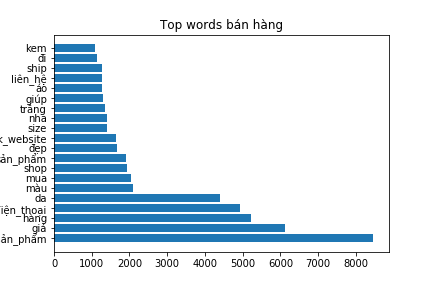 Top words bán hàng
kem
đi
ship
liên_hệ
áo
giúp
trắng
nhà
size
k_website
đẹp
ản_phẩm
shop
mua
màu
da
iện_thoại
hàng
giá
ản_phẩm
0 1000 2000 3000 4000 5000 6000 7000 8000